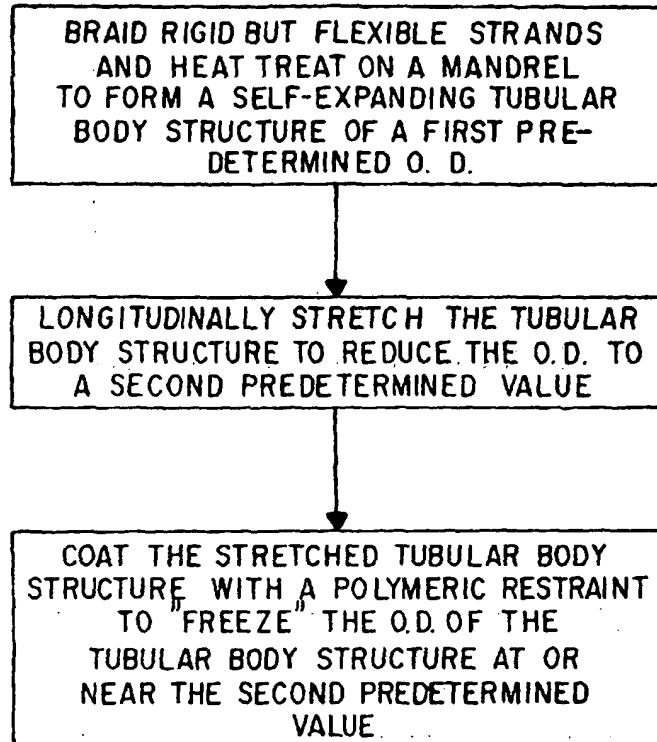 BRAID RIGID BUT FLEXIBLE STRANDS
AND HEAT TREAT ON A MANDREL
TO FORM A SELF-EXPANDING TUBULAR
BODY STRUCTURE OF A FIRST PRE-
DETERMINED O. D.
LONGITUDINALLY STRETCH THE TUBULAR
BODY STRUCTURE TO REDUCE THE O.D. TO
A SECOND PREDETERMINED VALUE
COAT THE STRETCHED TUBULAR BODY
STRUCTURE WITH A POLYMERIC RESTRAINT
TO "FREEZE" THE O.D. OF THE
TUBULAR BODY STRUCTURE AT OR
NEAR THE SECOND PREDETERMINED
VALUE